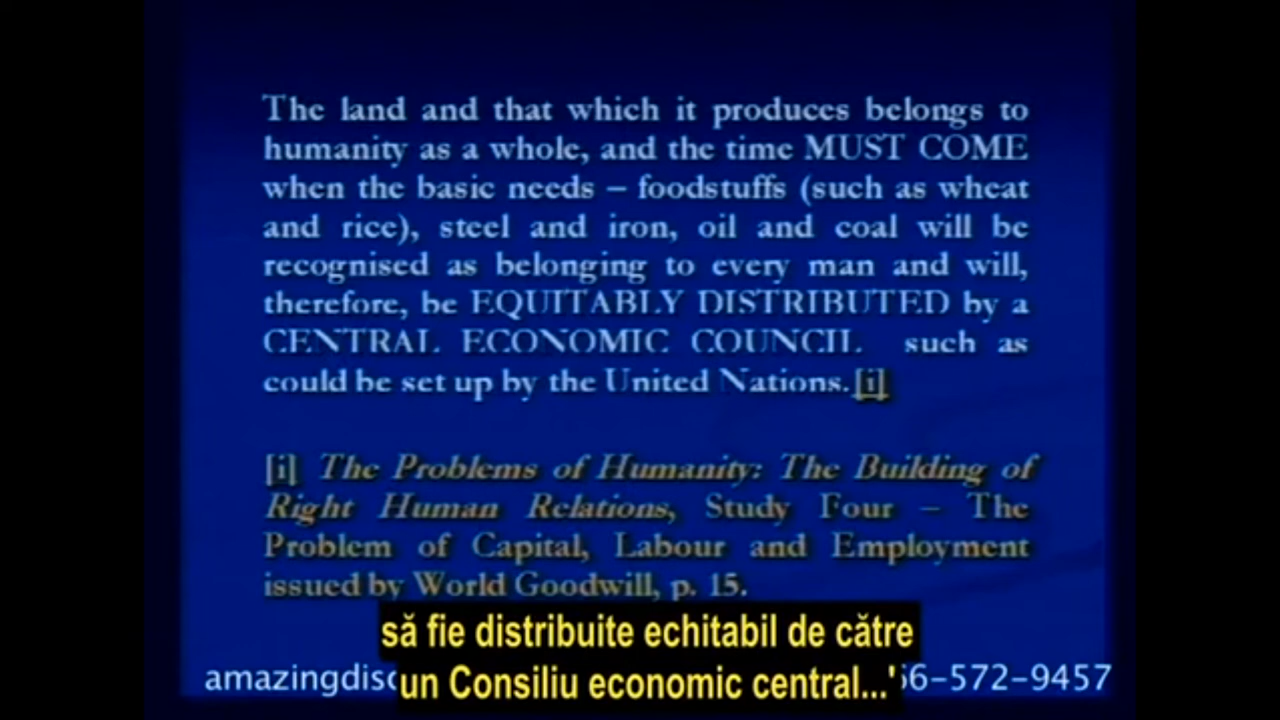 The land and that which it produces belongs to
humanity as a whole, and the time MUST COME
when the basic needs – foodstuffs (such as wheat
and rice), steel and iron, oil and coal will be
recognised as belonging to every man and will,
therefore, be EQUITABLY DISTRIBUTED by a
CENTRAL ECONOMIC COUNCIL such as
could be set up by the United Nations.[i]
[i] The Problems of Humanity: The Building of
Right Human Relations, Study Four – The
Problem of Capital, Labour and Employment
issued by World Goodwill, p. 15.
să fie distribuite echitabil de către
un Consiliu economic central...'
amazingdisc 6-572-9457